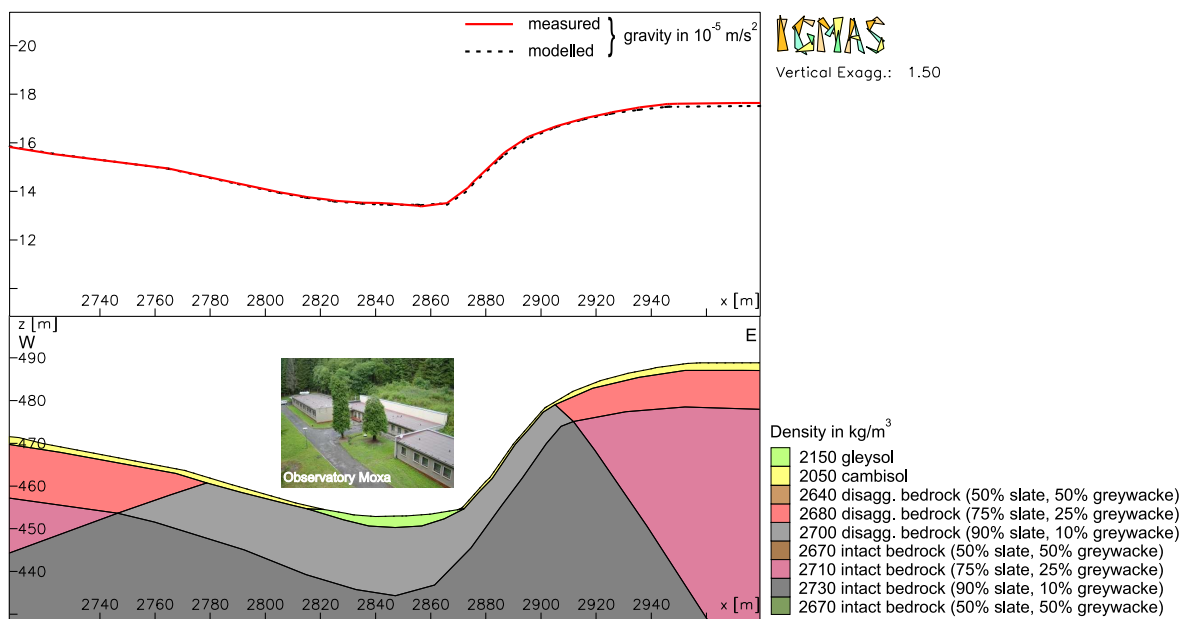 measured
modelled
gravity in 10⁻⁵ m/s²
IGMAS
Vertical Exagg.: 1.50
20
18
16
14
12
2740 2760 2780 2800 2820 2840 2860 2880 2900 2920 2940 x [m]
z [m]
W E
490
480
470
460
450
440
Observatory Moxa
2740 2760 2780 2800 2820 2840 2860 2880 2900 2920 2940 x [m]
Density in kg/m³
2150 gleysol
2050 cambisol
2640 disagg. bedrock (50% slate, 50% greywacke)
2680 disagg. bedrock (75% slate, 25% greywacke)
2700 disagg. bedrock (90% slate, 10% greywacke)
2670 intact bedrock (50% slate, 50% greywacke)
2710 intact bedrock (75% slate, 25% greywacke)
2730 intact bedrock (90% slate, 10% greywacke)
2670 intact bedrock (50% slate, 50% greywacke)